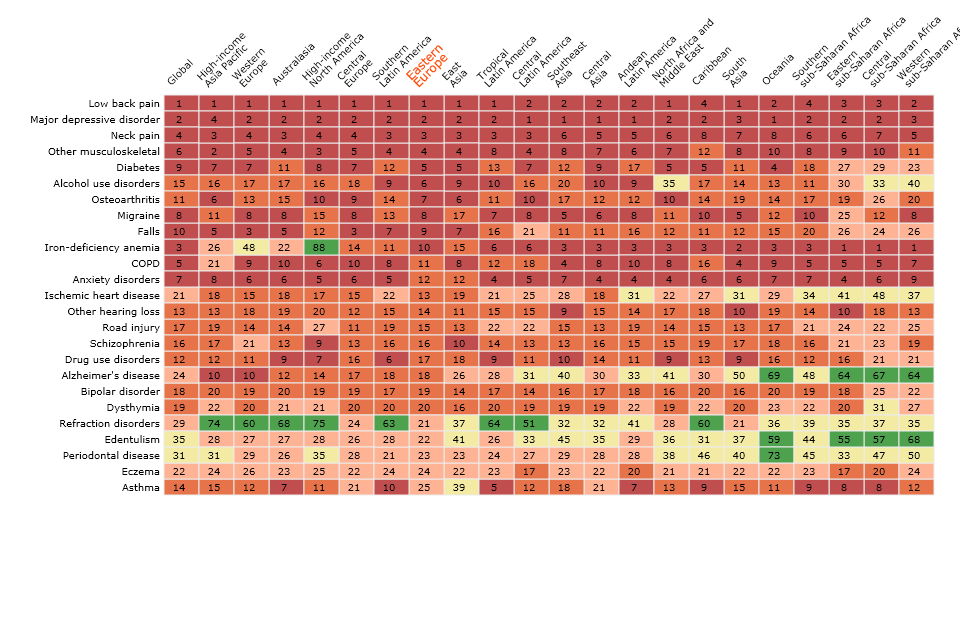 Global
High-income
Asia Pacific
Western
Europe
Australasia
High-income
North America
Central
Europe
Southern
Latin America
Eastern
Europe
East
Asia
Tropical
Latin America
Central
Latin America
Southeast
Asia
Central
Asia
Andean
Latin America
North Africa and
Middle East
Caribbean
South
Asia
Oceania
Southern
sub-Saharan Africa
Eastern
sub-Saharan Africa
Central
sub-Saharan Africa
Western
sub-Saharan Af
Low back pain 1 1 1 1 1 1 1 1 1 1 2 2 2 2 1 4 1 2 4 3 3 2
Major depressive disorder 2 4 2 2 2 2 2 2 2 2 1 1 1 1 2 2 3 1 2 2 2 3
Neck pain 4 3 4 3 4 4 3 3 3 3 3 6 5 5 6 8 7 8 6 6 7 5
Other musculoskeletal 6 2 5 4 3 5 4 4 4 8 4 8 7 6 7 12 8 10 8 9 10 11
Diabetes 9 7 7 11 8 7 12 5 5 13 7 12 9 17 5 5 11 4 18 27 29 23
Alcohol use disorders 15 16 17 17 16 18 9 6 9 10 16 20 10 9 35 17 14 13 11 30 33 40
Osteoarthritis 11 6 13 15 10 9 14 7 6 11 10 17 12 12 10 14 19 14 17 19 26 20
Migraine 8 11 8 8 15 8 13 8 17 7 8 5 6 8 11 10 5 12 10 25 12 8
Falls 10 5 3 5 12 3 7 9 7 16 21 11 11 16 12 11 12 15 20 26 24 26
Iron-deficiency anemia 3 26 48 22 88 14 11 10 15 6 6 3 3 3 3 3 2 3 3 1 1 1
COPD 5 21 9 10 6 10 8 11 8 12 18 4 8 10 8 16 4 9 5 5 5 7
Anxiety disorders 7 8 6 6 5 6 5 12 12 4 5 7 4 4 4 6 6 7 7 4 6 9
Ischemic heart disease 21 18 15 18 17 15 22 13 19 21 25 28 18 31 22 27 31 29 34 41 48 37
Other hearing loss 13 13 18 19 20 12 15 14 11 15 15 9 15 14 17 18 10 19 14 10 18 13
Road injury 17 19 14 14 27 11 19 15 13 22 22 15 13 19 14 15 13 17 21 24 22 25
Schizophrenia 16 17 21 13 9 13 16 16 10 14 13 13 16 15 15 19 17 18 16 21 23 19
Drug use disorders 12 12 11 9 7 16 6 17 18 9 11 10 14 11 9 13 9 16 12 16 21 21
Alzheimer's disease 24 10 10 12 14 17 18 18 26 28 31 40 30 33 41 30 50 69 48 64 67 64
Bipolar disorder 18 20 19 20 19 19 17 19 14 17 14 16 17 18 16 20 16 20 19 18 25 22
Dysthymia 19 22 20 21 21 20 20 20 16 20 19 19 19 22 19 22 20 23 22 20 31 27
Refraction disorders 29 74 60 68 75 24 63 21 37 64 51 32 32 41 28 60 21 36 39 35 37 35
Edentulism 35 28 27 27 28 26 28 22 41 26 33 45 35 29 36 31 37 59 44 55 57 68
Periodontal disease 31 31 29 26 35 28 21 23 23 24 27 29 28 28 38 46 40 73 45 33 47 50
Eczema 22 24 26 23 25 22 24 24 22 23 17 23 22 20 21 21 22 22 23 17 20 24
Asthma 14 15 12 7 11 21 10 25 39 5 12 18 21 7 13 9 15 11 9 8 8 12